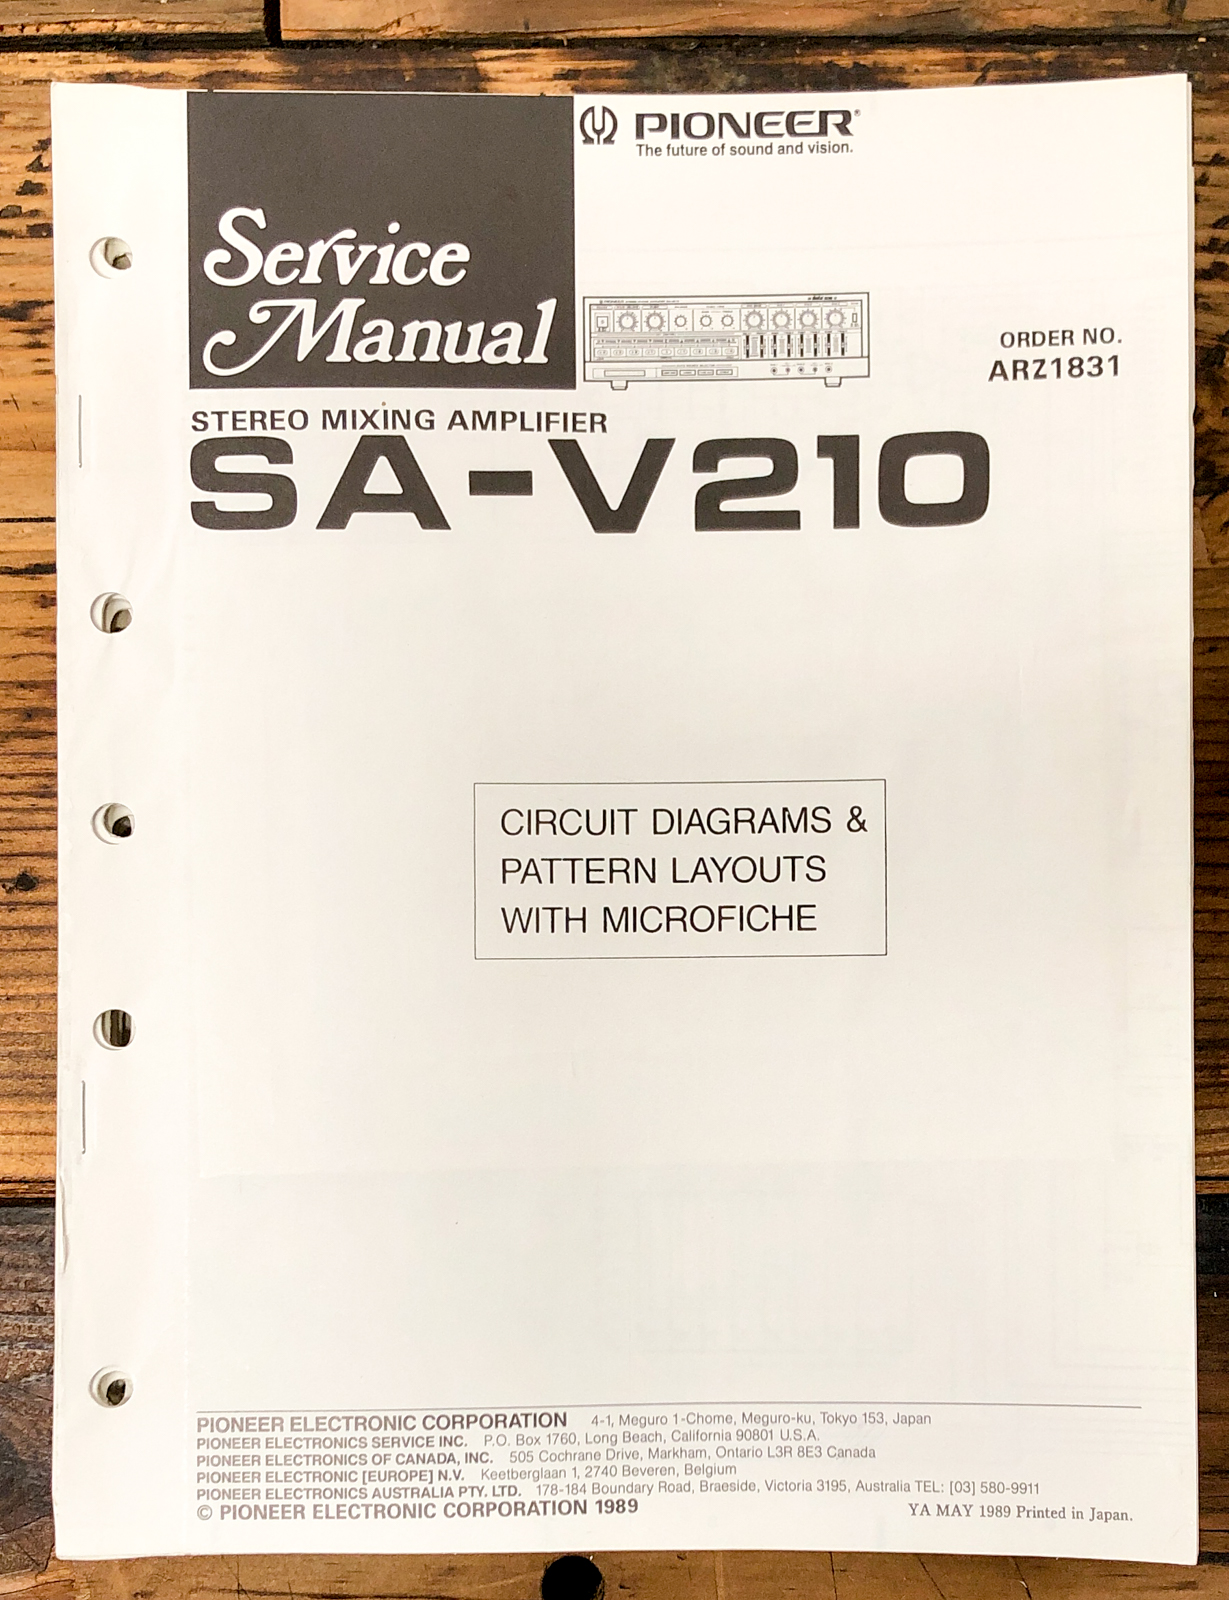 Service
Manual
PIONEER®
The future of sound and vision.
ORDER NO.
ARZ1831
STEREO MIXING AMPLIFIER
SA-V210
CIRCUIT DIAGRAMS &
PATTERN LAYOUTS
WITH MICROFICHE
PIONEER ELECTRONIC CORPORATION 4-1, Meguro 1-Chome, Meguro-ku, Tokyo 153, Japan
PIONEER ELECTRONICS SERVICE INC. P.O. Box 1760, Long Beach, California 90801 U.S.A.
PIONEER ELECTRONICS OF CANADA, INC. 505 Cochrane Drive, Markham, Ontario L3R 8E3 Canada
PIONEER ELECTRONIC [EUROPE] N.V. Keetberglaan 1, 2740 Beveren, Belgium
PIONEER ELECTRONICS AUSTRALIA PTY. LTD. 178-184 Boundary Road, Braeside, Victoria 3195, Australia TEL: [03] 580-9911
© PIONEER ELECTRONIC CORPORATION 1989
YA MAY 1989 Printed in Japan.